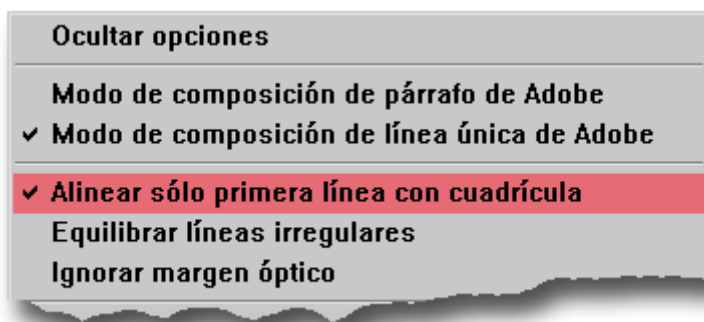 Ocultar opciones
Modo de composición de párrafo de Adobe
Modo de composición de línea única de Adobe
Alinear sólo primera línea con cuadrícula
Equilibrar líneas irregulares
Ignorar margen óptico